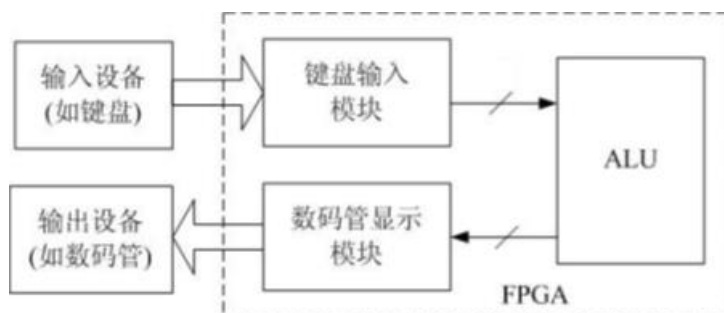 输入设备
(如键盘)
键盘输入
模块
ALU
输出设备
(如数码管)
数码管显示
模块
FPGA